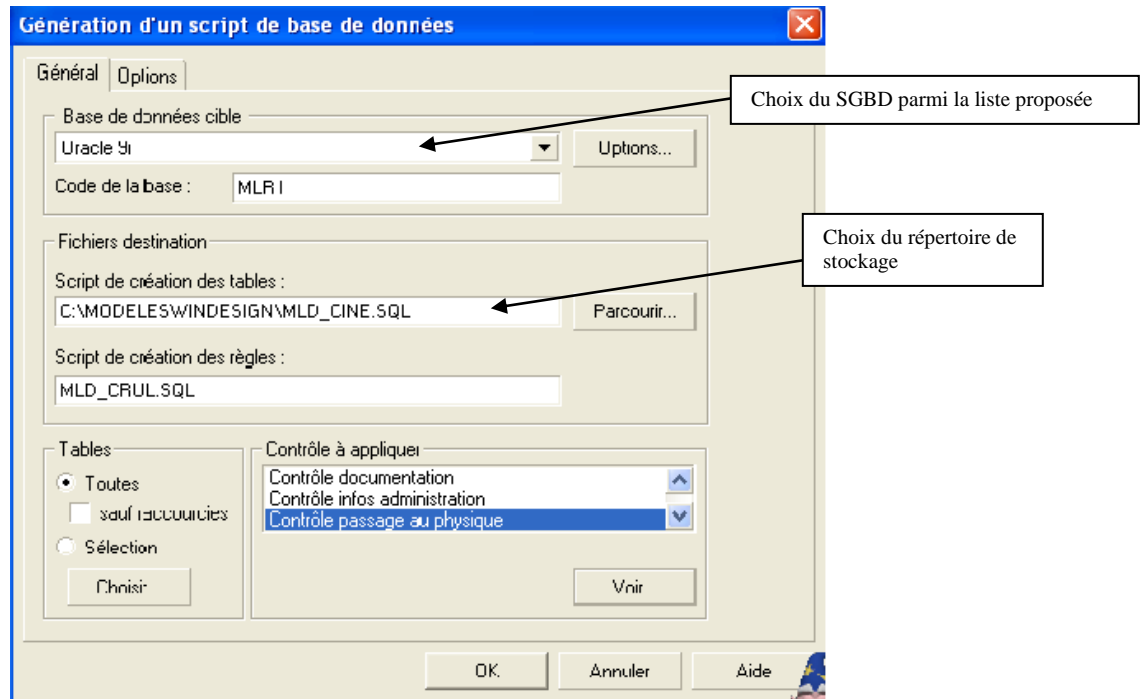 Génération d'un script de base de données
Général
Options
Choix du SGBD parmi la liste proposée
Base de données cible
Oracle 9i
Options...
Code de la base :
MLR1
Fichiers destination
Choix du répertoire de
stockage
Script de création des tables :
C:\MODELESWINDESIGN\MLD_CINE.SQL
Parcourir...
Script de création des règles :
MLD_CRUL.SQL
Tables
Contrôle à appliquer
Toutes
Contrôle documentation
Contrôle infos administration
sauf raccourcies
Contrôle passage au physique
Sélection
Choisir
Voir
OK
Annuler
Aide